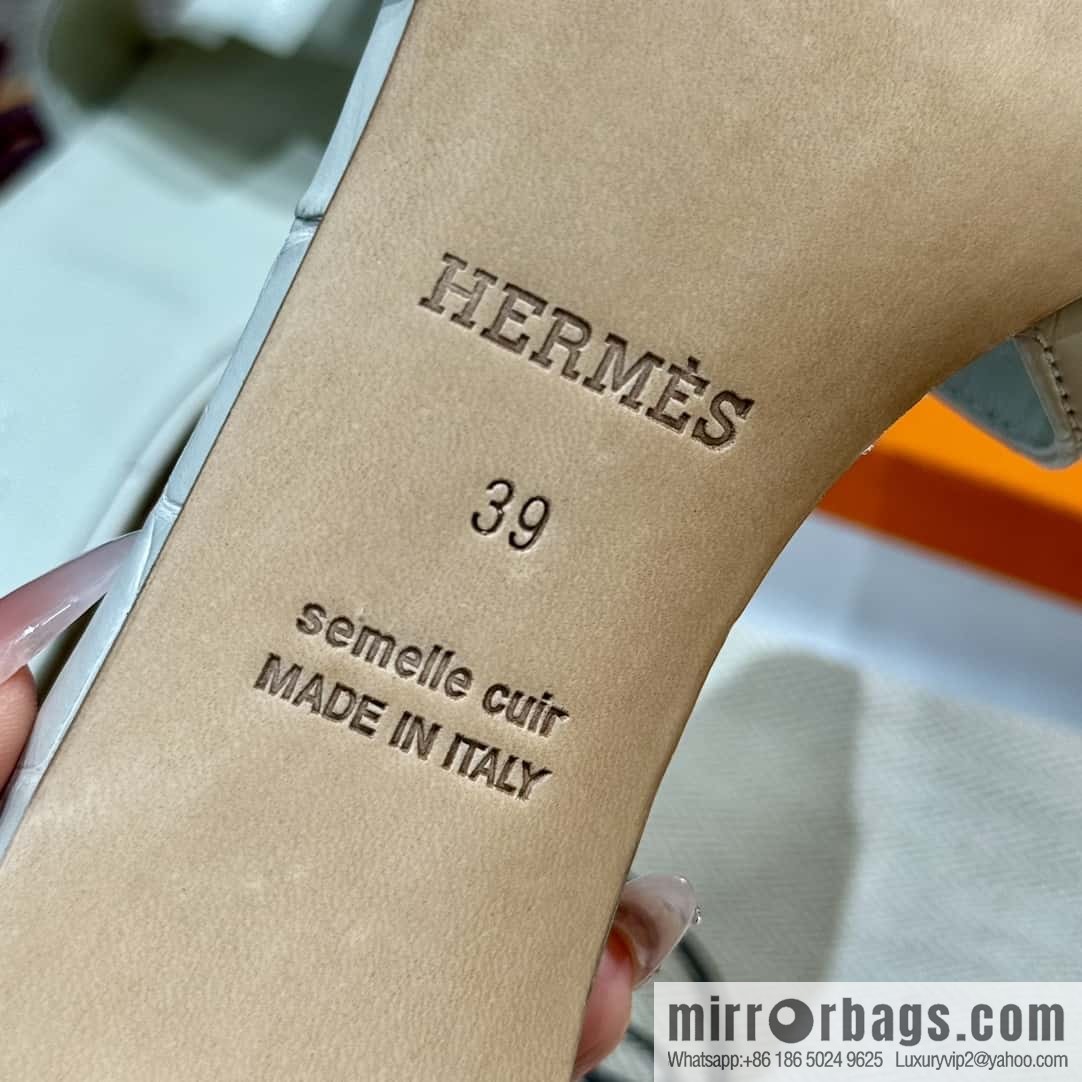 HERMÈS
39
semelle cuir
MADE IN ITALY
mirrorbags.com
Whatsapp:+86 186 5024 9625 Luxuryvip2@yahoo.com